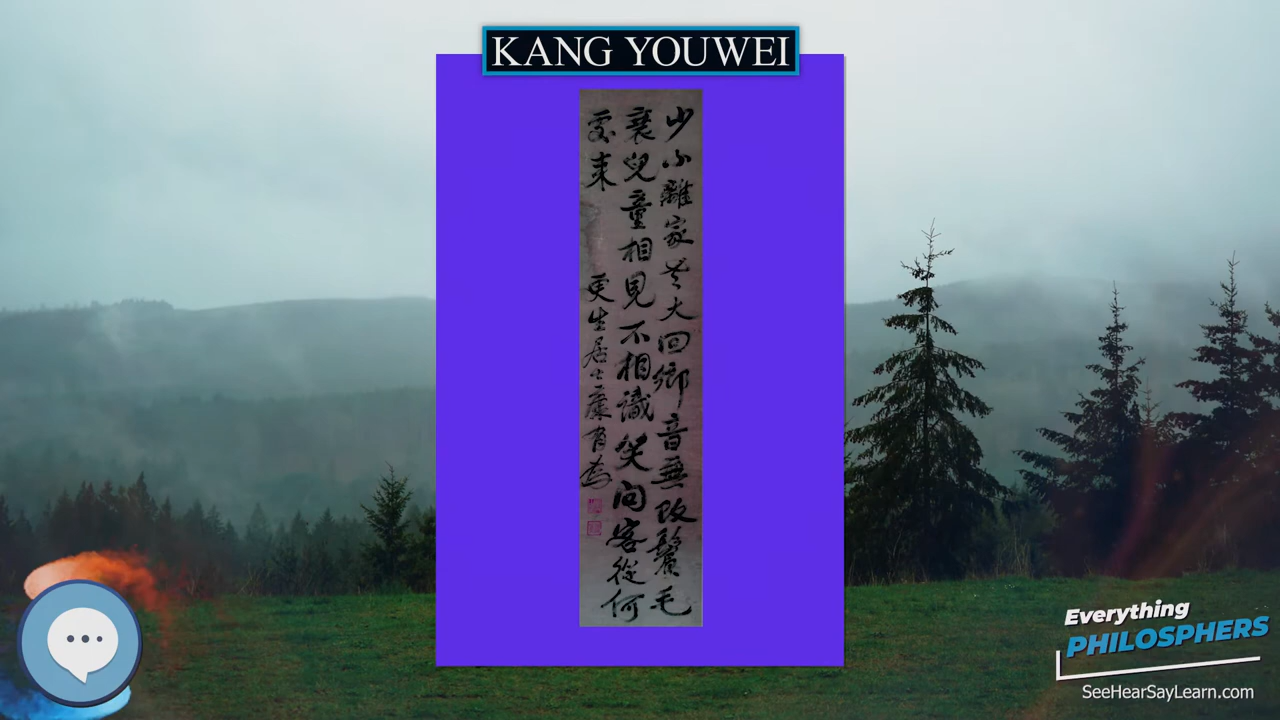 KANG YOUWEI
少小離家老大回鄉音無改鬢毛
衰兒童相見不相識笑問客從何
處来
更生居士康有為
Everything
PHILOSPHERS
SeeHearSayLearn.com